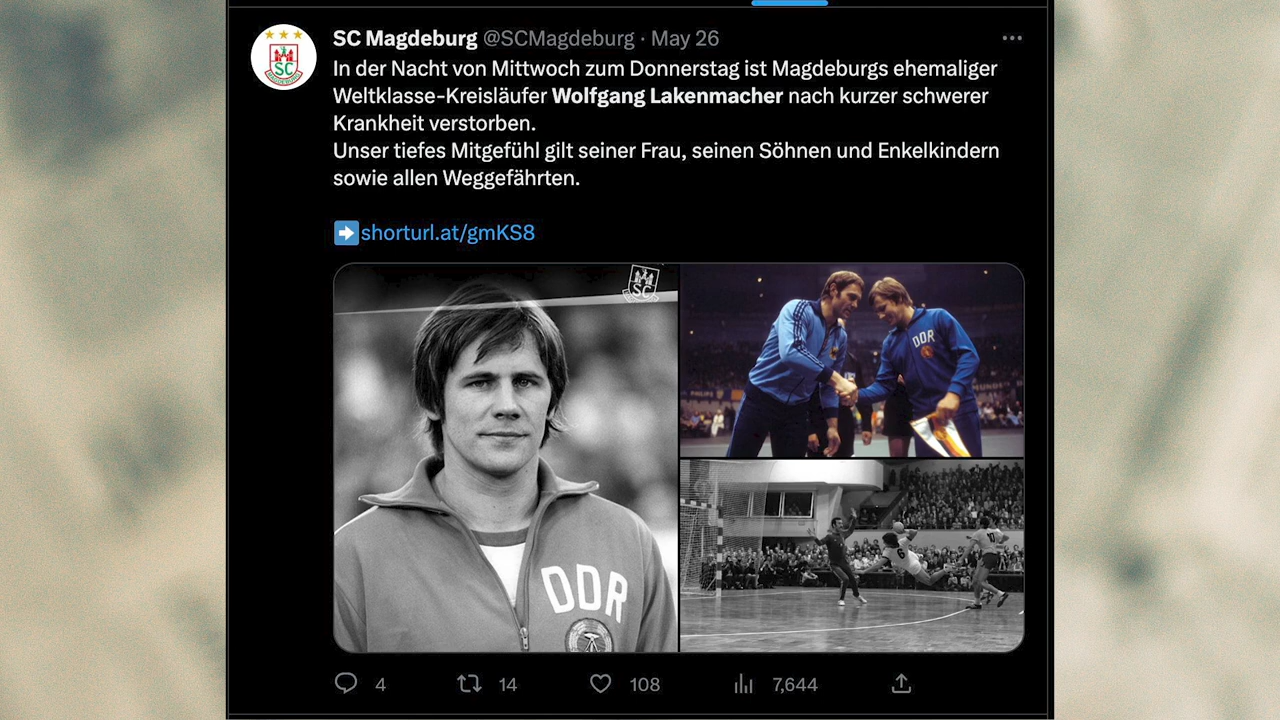 SC Magdeburg @SCMagdeburg · May 26
In der Nacht von Mittwoch zum Donnerstag ist Magdeburgs ehemaliger
Weltklasse-Kreisläufer Wolfgang Lakenmacher nach kurzer schwerer
Krankheit verstorben.
Unser tiefes Mitgefühl gilt seiner Frau, seinen Söhnen und Enkelkindern
sowie allen Weggefährten.
➡shorturl.at/gmKS8
SC
DDR
DDR
6
10
4 14 108 7,644